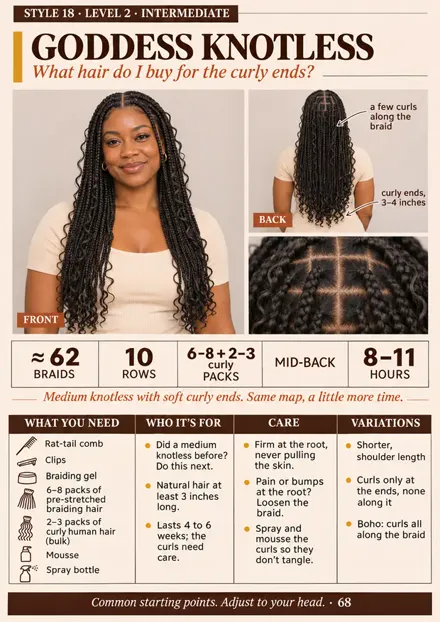 STYLE 18 · LEVEL 2 · INTERMEDIATE
GODDESS KNOTLESS
What hair do I buy for the curly ends?
a few curls
along the
braid
curly ends,
3–4 inches
BACK
FRONT
≈ 62
BRAIDS
10
ROWS
6–8 + 2–3
curly
PACKS
MID-BACK
8–11
HOURS
Medium knotless with soft curly ends. Same map, a little more time.
WHAT YOU NEED
Rat-tail comb
Clips
Braiding gel
6–8 packs of
pre-stretched
braiding hair
2–3 packs of
curly human hair
(bulk)
Mousse
Spray bottle
WHO IT'S FOR
Did a medium
knotless before?
Do this next.
Natural hair at
least 3 inches
long.
Lasts 4 to 6
weeks; the
curls need
care.
CARE
Firm at the root,
never pulling
the skin.
Pain or bumps
at the root?
Loosen the
braid.
Spray and
mousse the
curls so they
don't tangle.
VARIATIONS
Shorter,
shoulder length
Curls only at
the ends, none
along it
Boho: curls all
along the braid
Common starting points. Adjust to your head. · 68